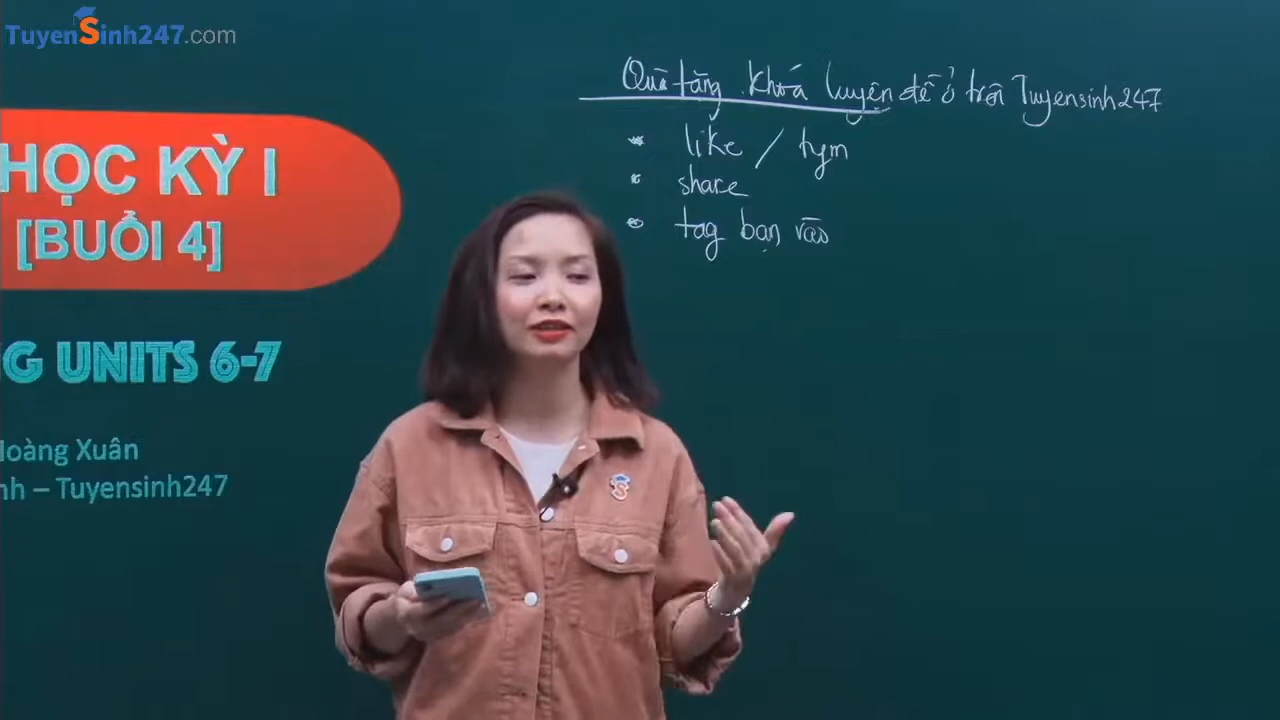 TuyenSinh247.com
Quà tặng khoá luyện đề ở trên Tuyensinh247
* like / tym
* share
* tag bạn vào
HỌC KỲ I
[BUỔI 4]
G UNITS 6-7
Hoàng Xuân
nh – Tuyensinh247